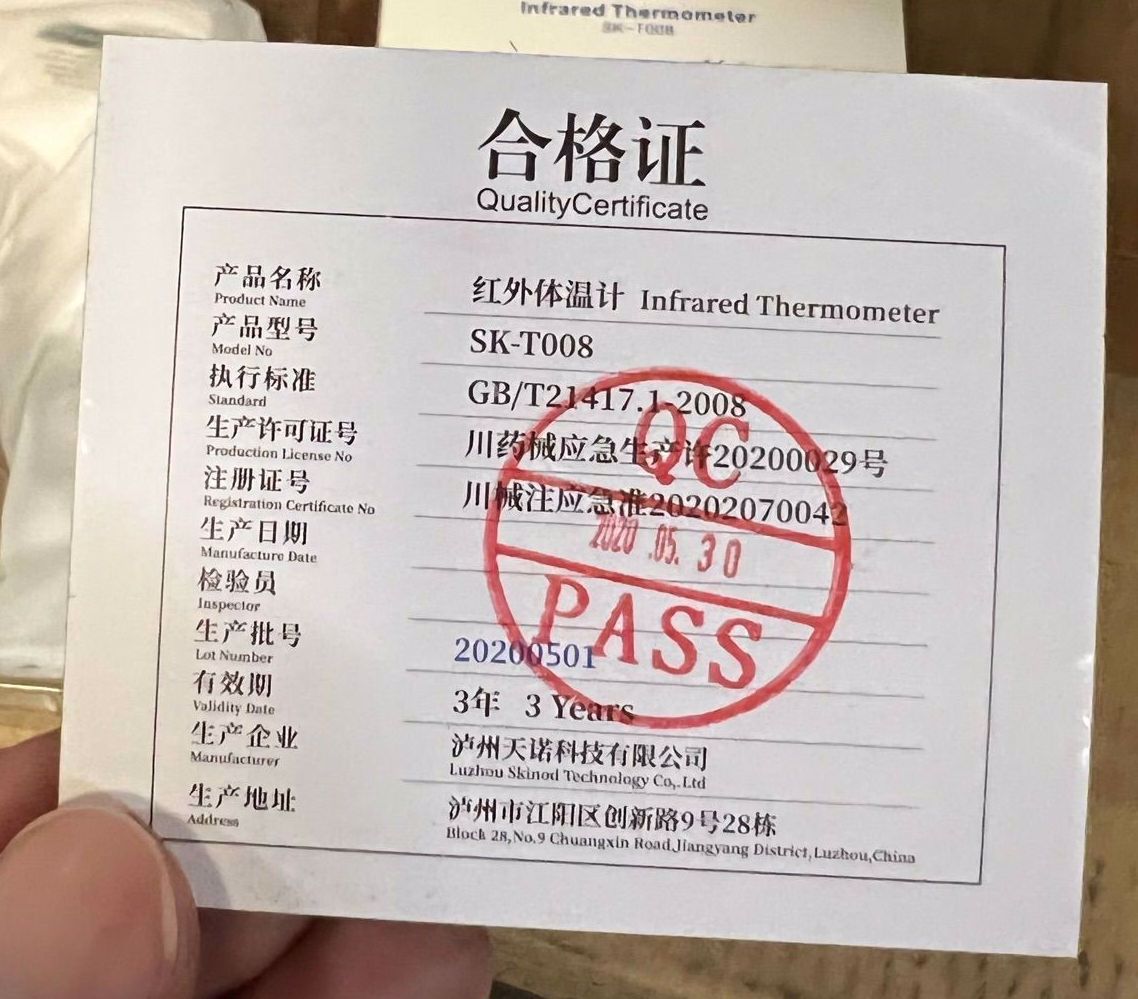 Infrared Thermometer
SK-T008
合格证
QualityCertificate
产品名称 红外体温计 Infrared Thermometer
Product Name
产品型号 SK-T008
Model No
执行标准 GB/T21417.1-2008
Standard
生产许可证号 川药械应急生产许20200029号
Production License No
注册证号 川械注应急准20202070042
Registration Certificate No
生产日期
Manufacture Date
检验员
Inspector
生产批号 20200501
Lot Number
有效期 3年 3 Years
Validity Date
生产企业 泸州天诺科技有限公司
Manufacturer Luzhou Skinod Technology Co,.Ltd
生产地址 泸州市江阳区创新路9号28栋
Address Block 28,No.9 Chuangxin Road,Jiangyang District,Luzhou,China
QC
2020.05.30
PASS